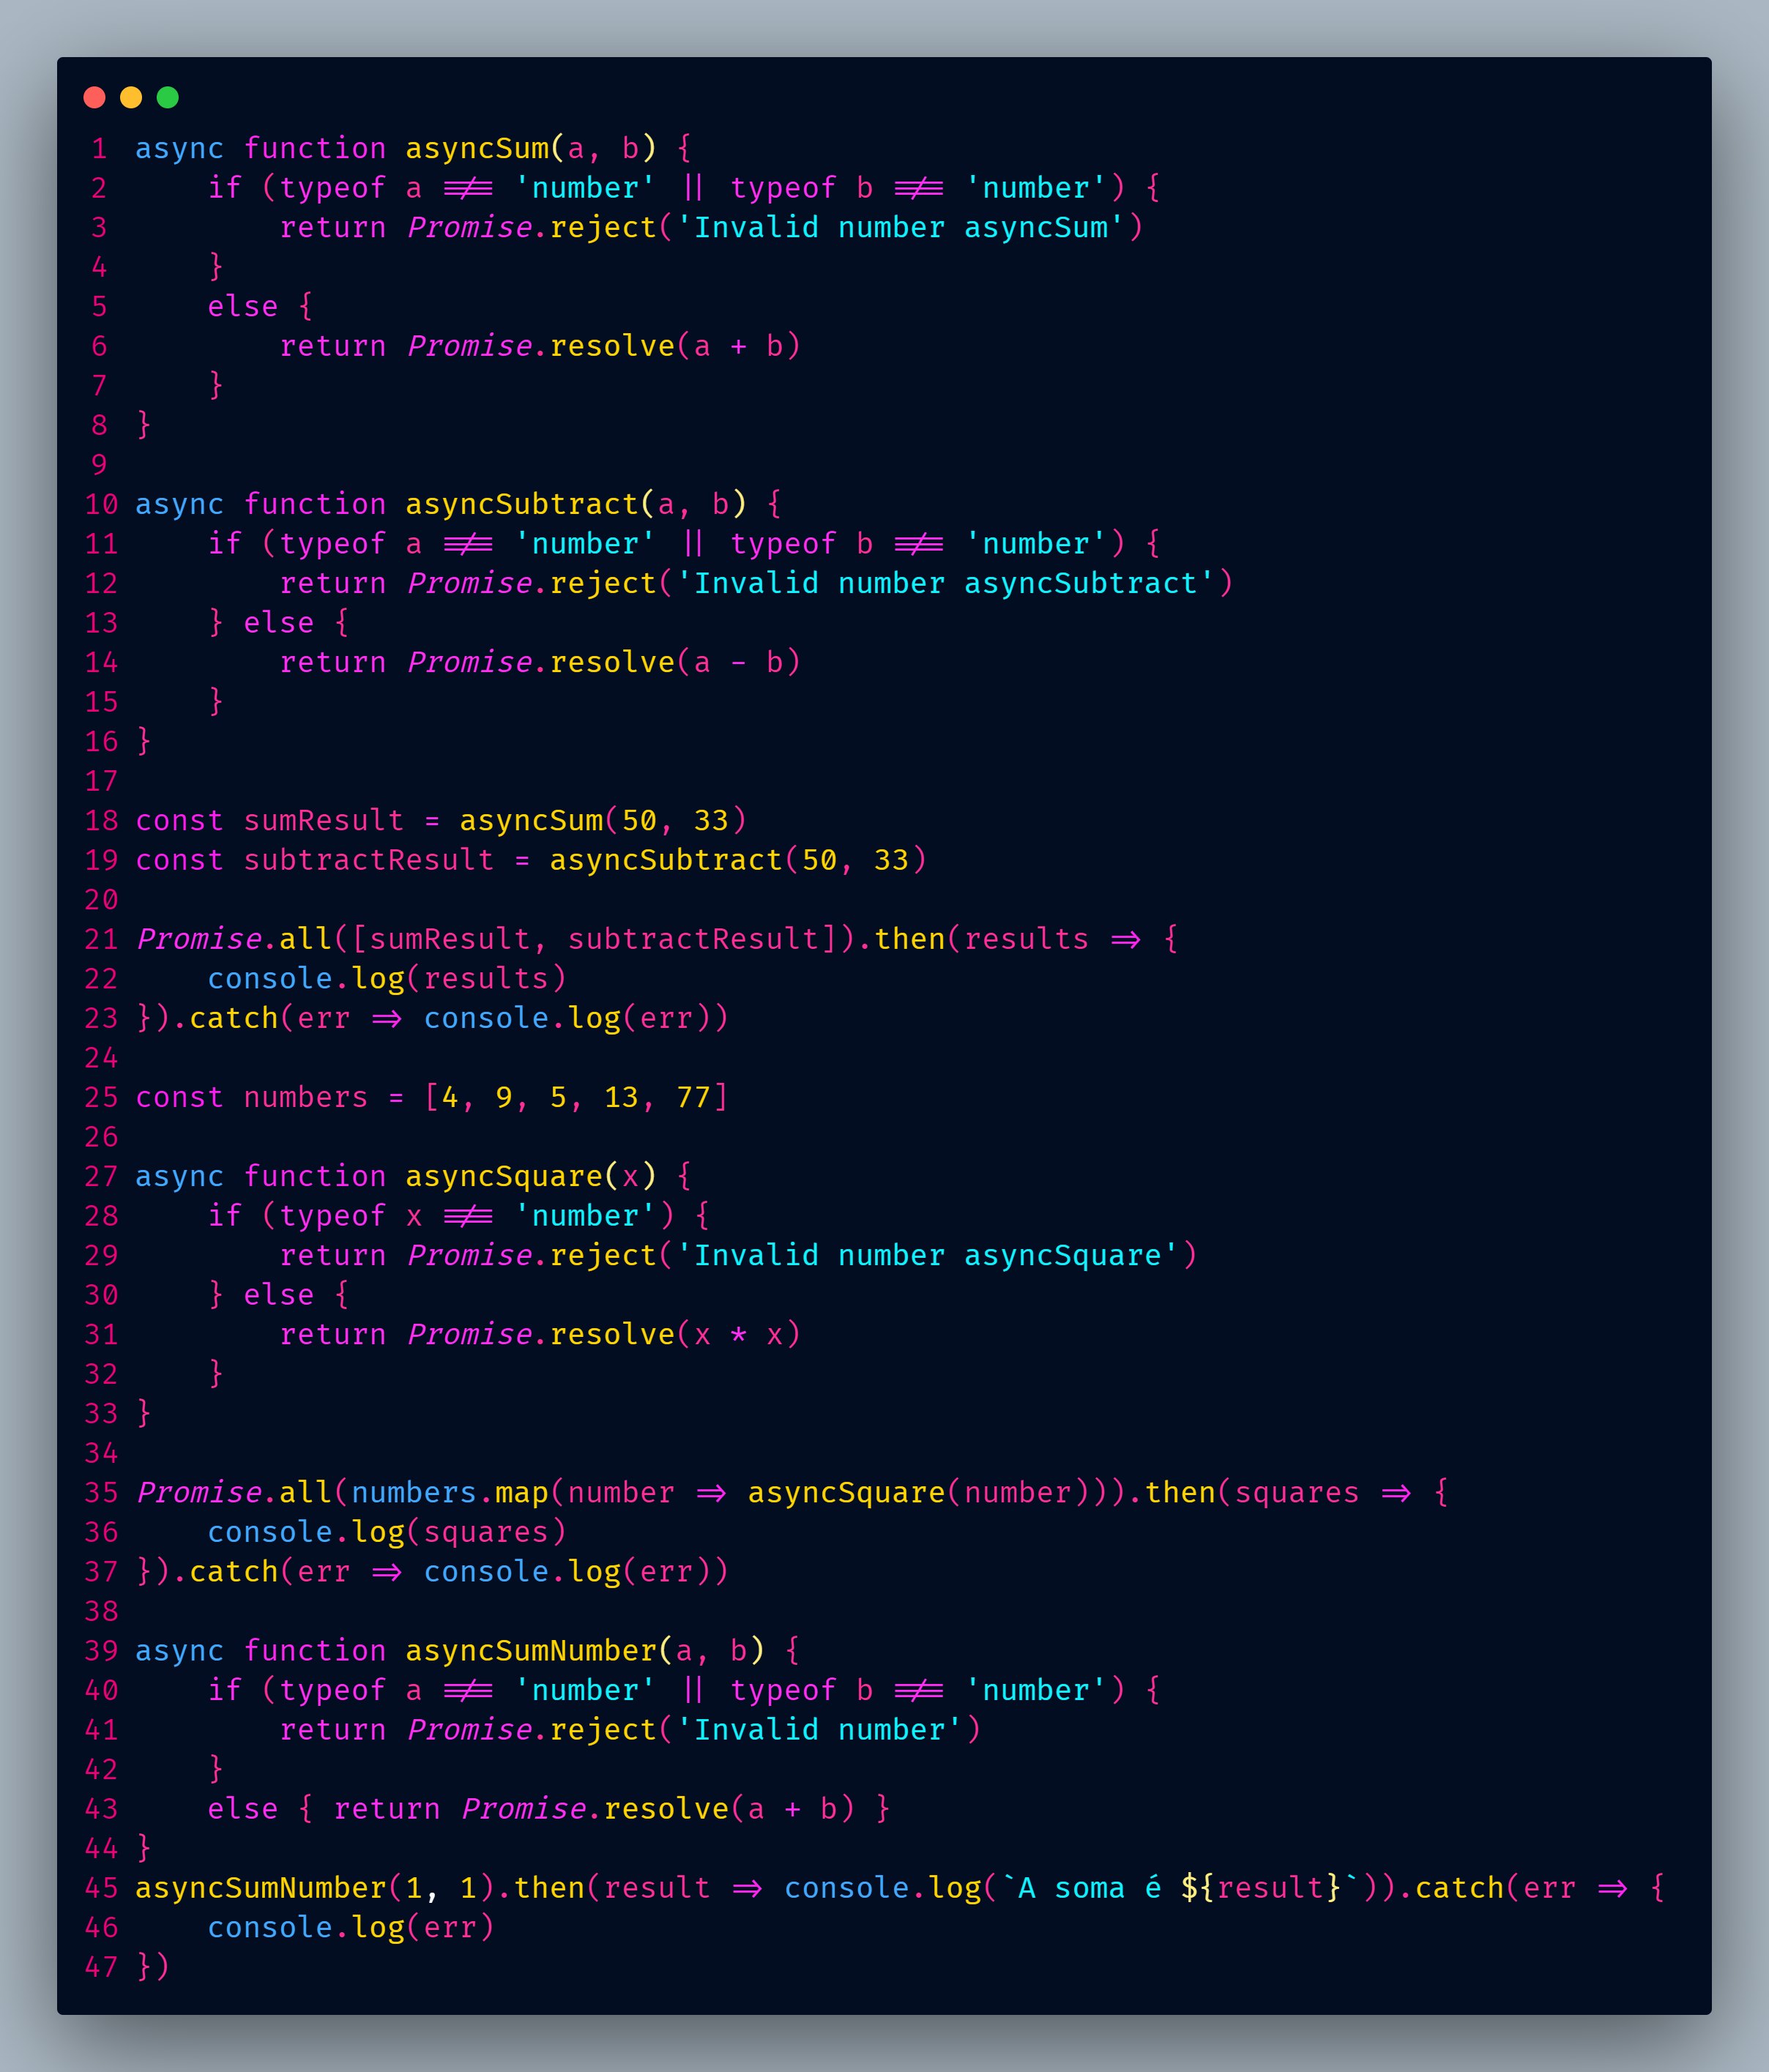 1 async function asyncSum(a, b) {
2     if (typeof a !== 'number' || typeof b !== 'number') {
3         return Promise.reject('Invalid number asyncSum')
4     }
5     else {
6         return Promise.resolve(a + b)
7     }
8 }
9
10 async function asyncSubtract(a, b) {
11     if (typeof a !== 'number' || typeof b !== 'number') {
12         return Promise.reject('Invalid number asyncSubtract')
13     } else {
14         return Promise.resolve(a - b)
15     }
16 }
17
18 const sumResult = asyncSum(50, 33)
19 const subtractResult = asyncSubtract(50, 33)
20
21 Promise.all([sumResult, subtractResult]).then(results => {
22     console.log(results)
23 }).catch(err => console.log(err))
24
25 const numbers = [4, 9, 5, 13, 77]
26
27 async function asyncSquare(x) {
28     if (typeof x !== 'number') {
29         return Promise.reject('Invalid number asyncSquare')
30     } else {
31         return Promise.resolve(x * x)
32     }
33 }
34
35 Promise.all(numbers.map(number => asyncSquare(number))).then(squares => {
36     console.log(squares)
37 }).catch(err => console.log(err))
38
39 async function asyncSumNumber(a, b) {
40     if (typeof a !== 'number' || typeof b !== 'number') {
41         return Promise.reject('Invalid number')
42     }
43     else { return Promise.resolve(a + b) }
44 }
45 asyncSumNumber(1, 1).then(result => console.log(`A soma é ${result}`)).catch(err => {
46     console.log(err)
47 })